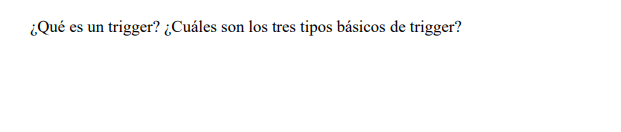 ¿Qué es un trigger? ¿Cuáles son los tres tipos básicos de trigger?